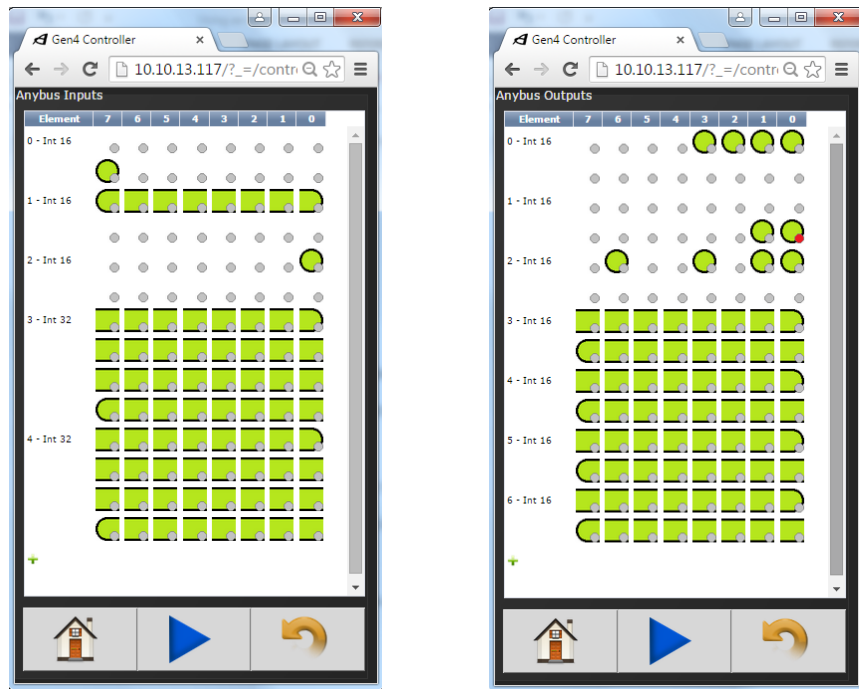 Gen4 Controller
10.10.13.117/?_=/contr
Anybus Inputs
Element 7 6 5 4 3 2 1 0
0 - Int 16
1 - Int 16
2 - Int 16
3 - Int 32
4 - Int 32
Gen4 Controller
10.10.13.117/?_=/contr
Anybus Outputs
Element 7 6 5 4 3 2 1 0
0 - Int 16
1 - Int 16
2 - Int 16
3 - Int 16
4 - Int 16
5 - Int 16
6 - Int 16